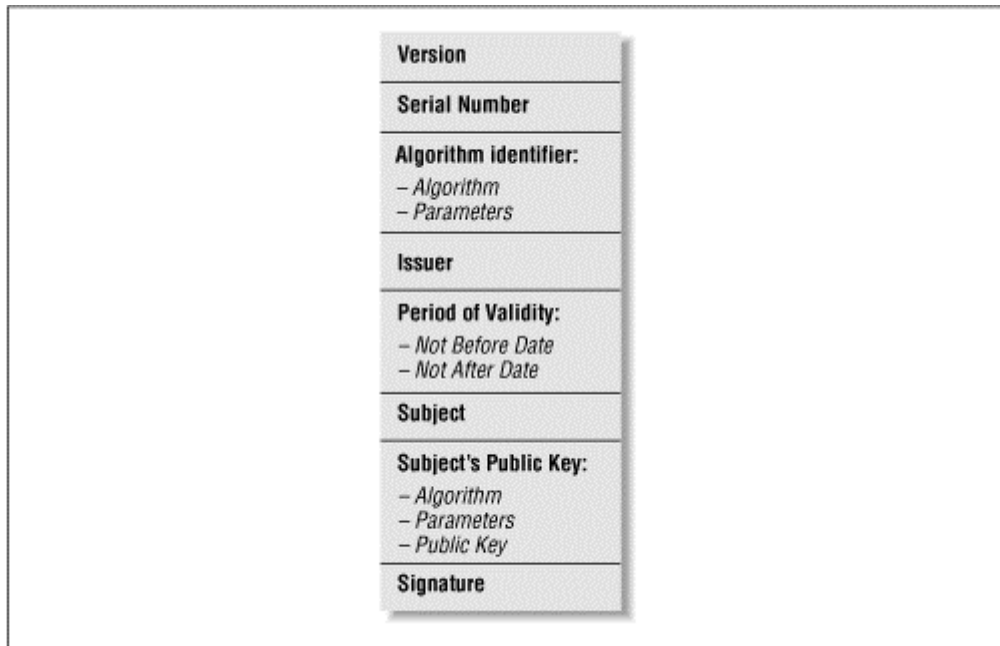 Version
Serial Number
Algorithm identifier:
– Algorithm
– Parameters
Issuer
Period of Validity:
– Not Before Date
– Not After Date
Subject
Subject's Public Key:
– Algorithm
– Parameters
– Public Key
Signature